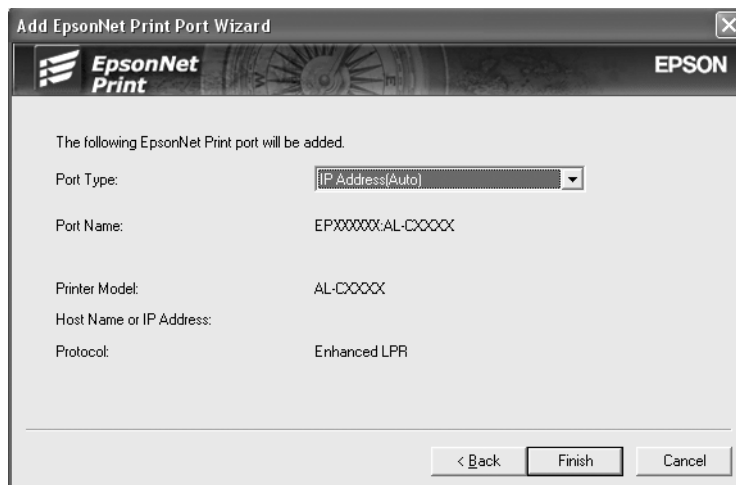 Add EpsonNet Print Port Wizard
EpsonNet
Print
EPSON
The following EpsonNet Print port will be added.
Port Type: IP Address(Auto)
Port Name: EPXXXXXX:AL-CXXXX
Printer Model: AL-CXXXX
Host Name or IP Address:
Protocol: Enhanced LPR
< Back Finish Cancel